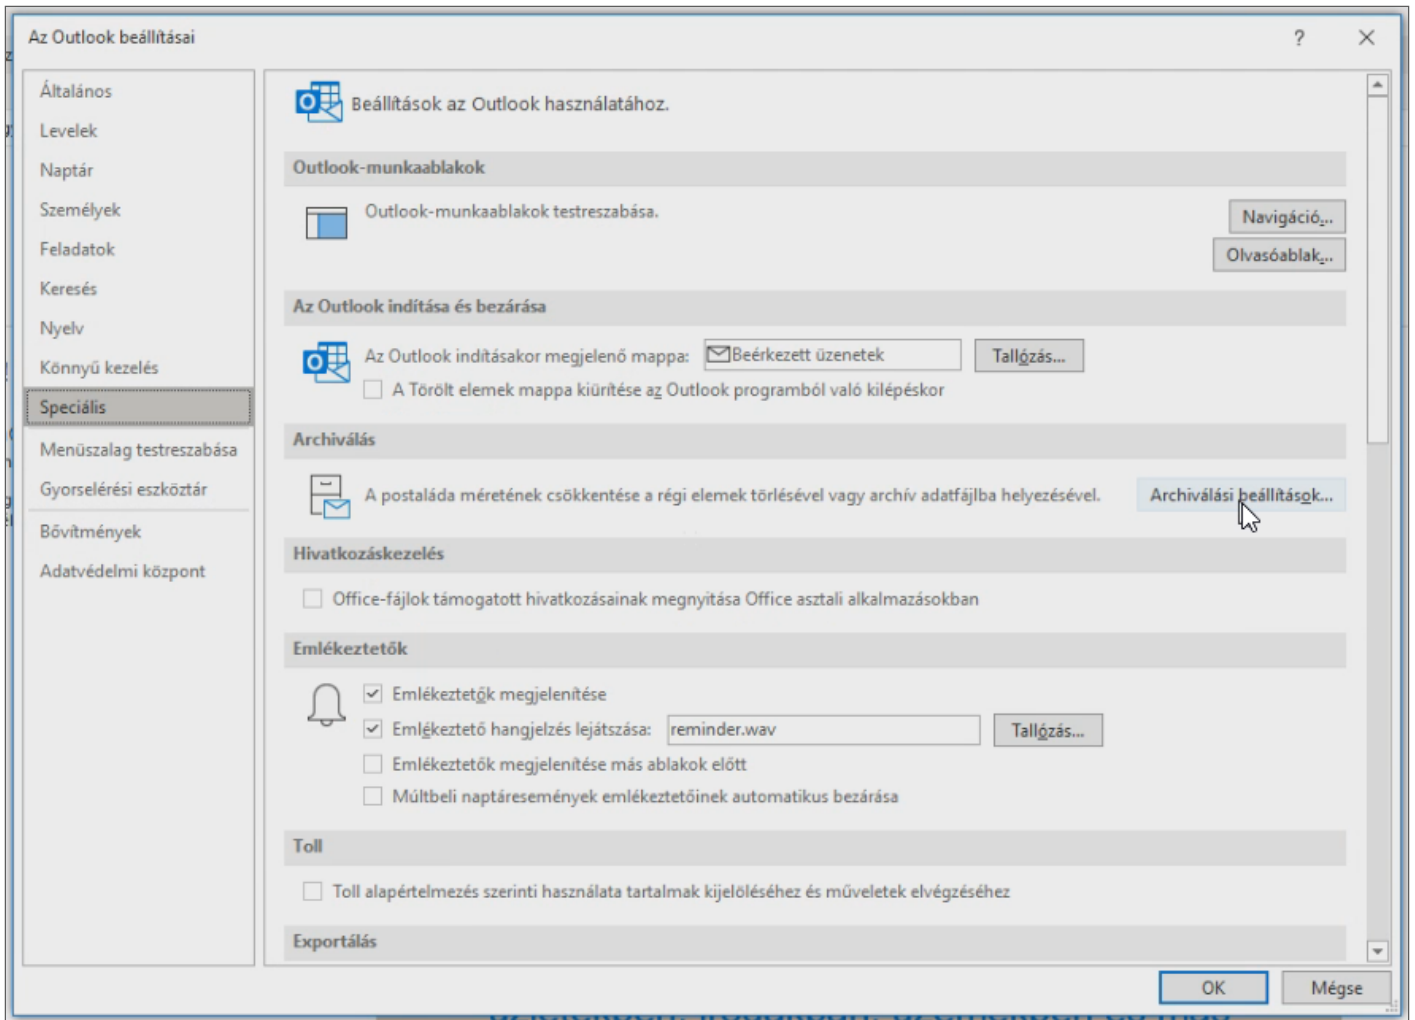 Az Outlook beállításai
Általános
Levelek
Naptár
Személyek
Feladatok
Keresés
Nyelv
Könnyű kezelés
Speciális
Menüszalag testreszabása
Gyorselérési eszköztár
Bővítmények
Adatvédelmi központ
Beállítások az Outlook használatához.
Outlook-munkaablakok
Outlook-munkaablakok testreszabása.
Navigáció...
Olvasóablak...
Az Outlook indítása és bezárása
Az Outlook indításakor megjelenő mappa: Beérkezett üzenetek Tallózás...
A Törölt elemek mappa kiürítése az Outlook programból való kilépéskor
Archiválás
A postaláda méretének csökkentése a régi elemek törlésével vagy archív adatfájlba helyezésével. Archiválási beállítások...
Hivatkozáskezelés
Office-fájlok támogatott hivatkozásainak megnyitása Office asztali alkalmazásokban
Emlékeztetők
Emlékeztetők megjelenítése
Emlékeztető hangjelzés lejátszása: reminder.wav Tallózás...
Emlékeztetők megjelenítése más ablakok előtt
Múltbeli naptáresemények emlékeztetőinek automatikus bezárása
Toll
Toll alapértelmezés szerinti használata tartalmak kijelöléséhez és műveletek elvégzéséhez
Exportálás
OK Mégse